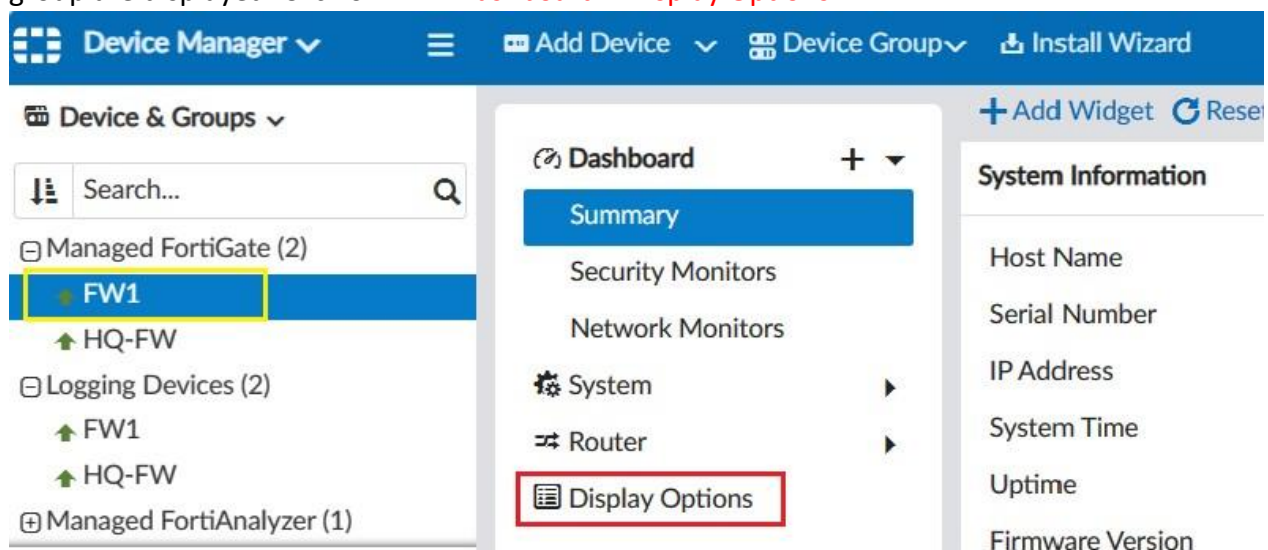 Device Manager
Add Device
Device Group
Install Wizard
Device & Groups
Search...
Managed FortiGate (2)
FW1
HQ-FW
Logging Devices (2)
FW1
HQ-FW
Managed FortiAnalyzer (1)
Dashboard
Summary
Security Monitors
Network Monitors
System
Router
Display Options
Add Widget Reset
System Information
Host Name
Serial Number
IP Address
System Time
Uptime
Firmware Version